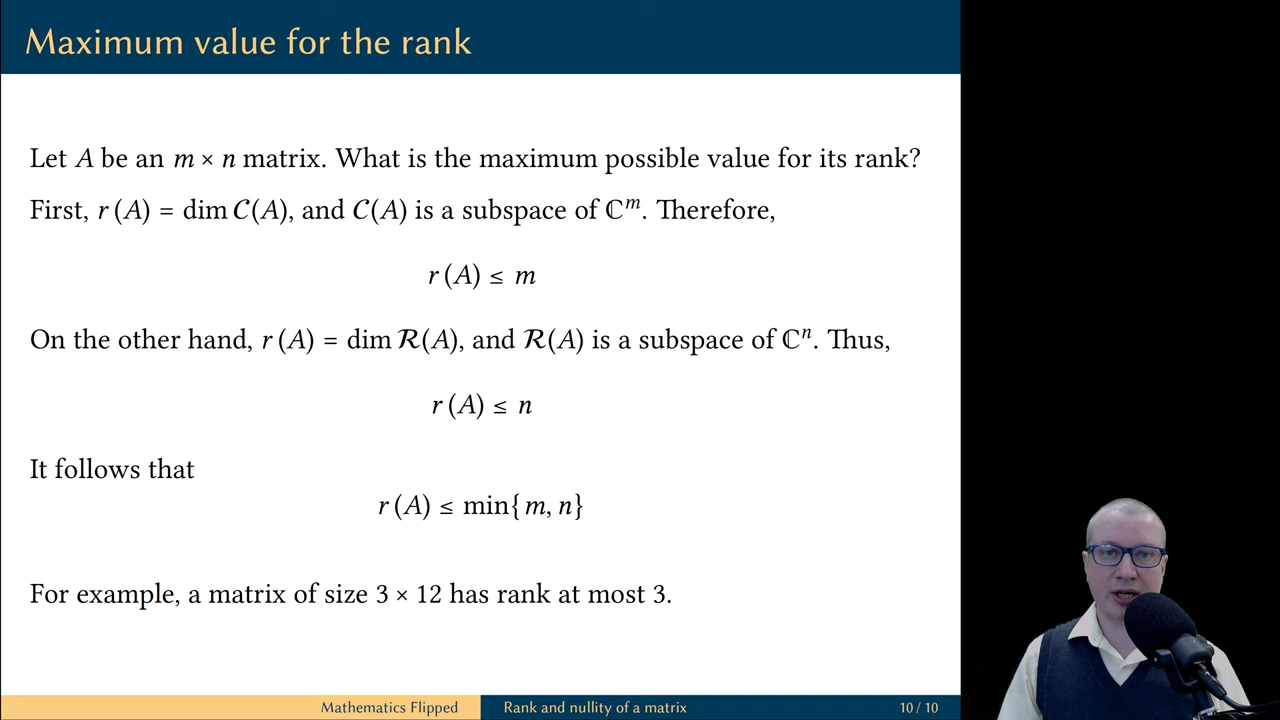 Maximum value for the rank
Let A be an m × n matrix. What is the maximum possible value for its rank?
First, r (A) = dim 𝒞(A), and 𝒞(A) is a subspace of ℂᵐ. Therefore,
r (A) ≤ m
On the other hand, r (A) = dim ℛ(A), and ℛ(A) is a subspace of ℂⁿ. Thus,
r (A) ≤ n
It follows that
r (A) ≤ min{m, n}
For example, a matrix of size 3 × 12 has rank at most 3.
Mathematics Flipped Rank and nullity of a matrix 10 / 10